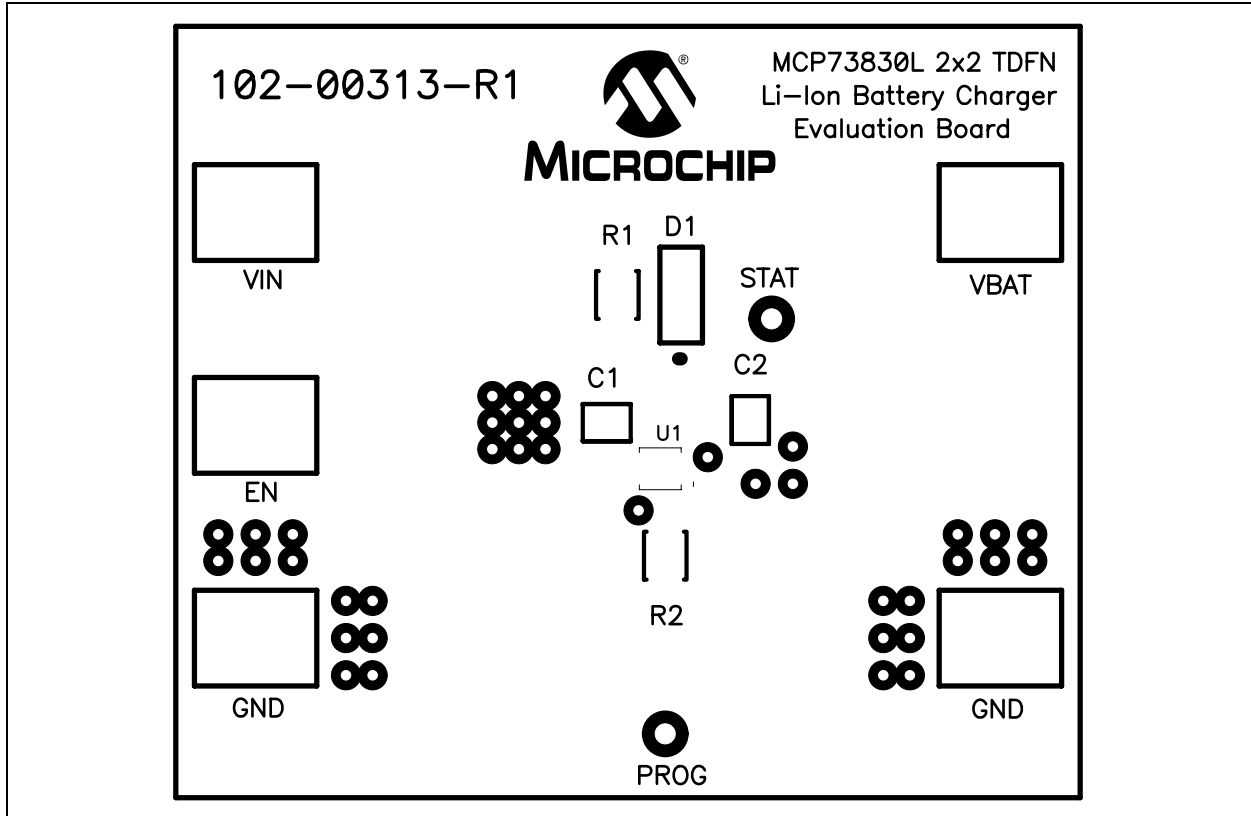 102-00313-R1
®
MICROCHIP
MCP73830L 2x2 TDFN
Li-Ion Battery Charger
Evaluation Board
VIN
R1
D1
STAT
VBAT
C1
C2
U1
EN
R2
GND
GND
PROG